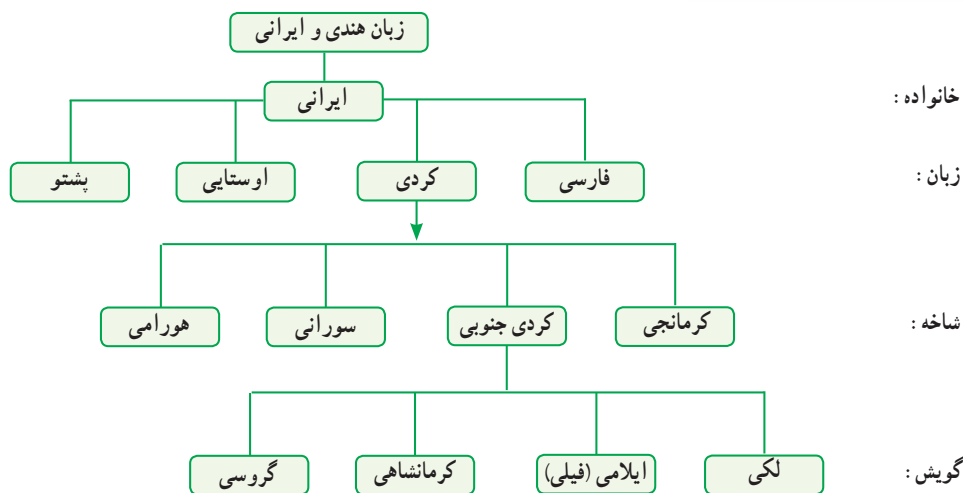 زبان هندی و ایرانی
خانواده : ایرانی
زبان : فارسی کردی اوستایی پشتو
شاخه : کرمانجی کردی جنوبی سورانی هورامی
گویش : لکی ایلامی (فیلی) کرمانشاهی گروسی